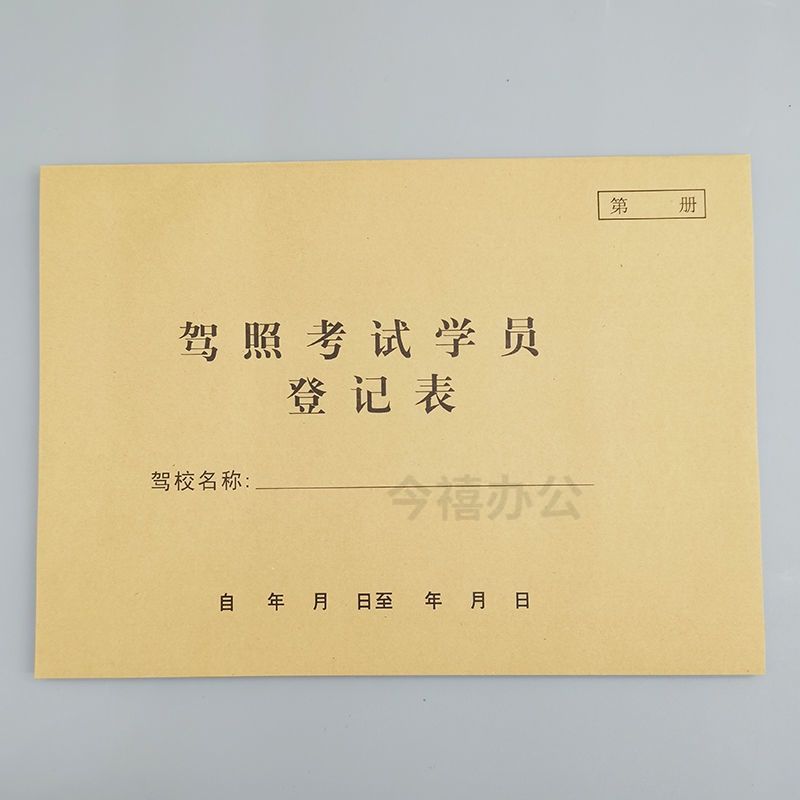 第 册
驾照考试学员
登记表
驾校名称:
今禧办公
自 年 月 日至 年 月 日